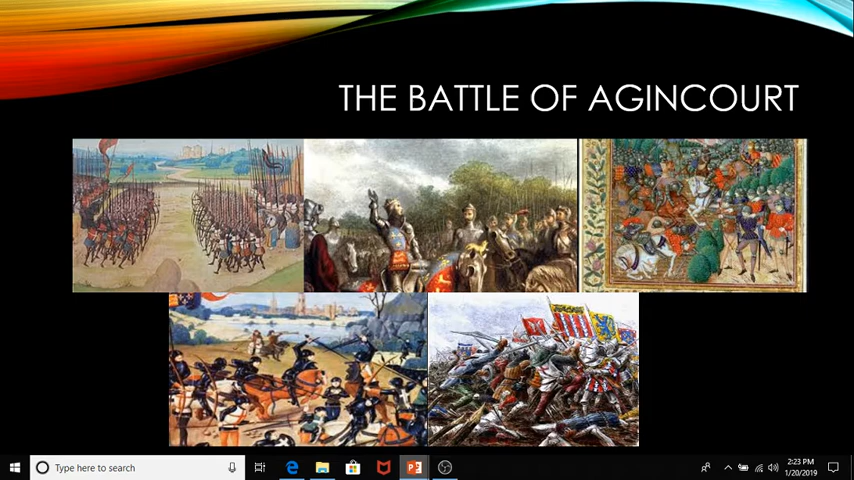 THE BATTLE OF AGINCOURT
Type here to search
2:23 PM
1/20/2019